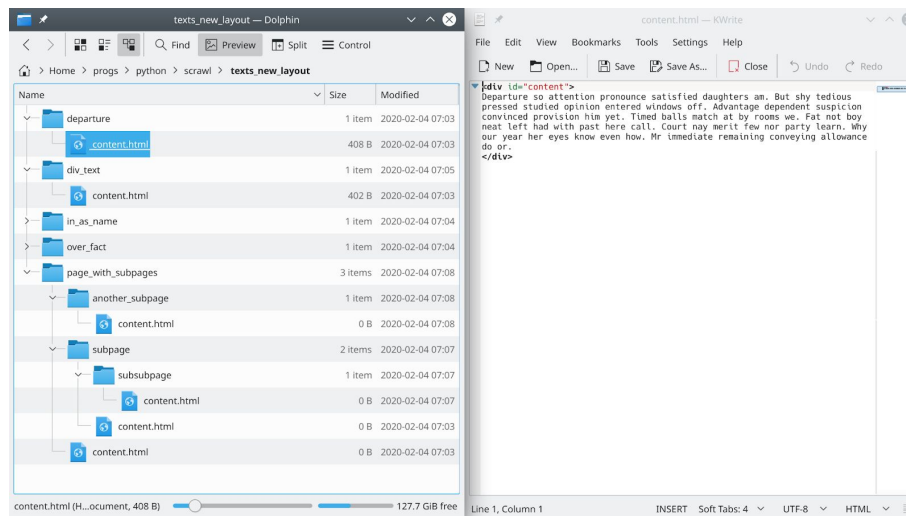 texts_new_layout — Dolphin
Find Preview Split Control
> Home > progs > python > scrawl > texts_new_layout
Name Size Modified
departure 1 item 2020-02-04 07:03
content.html 408 B 2020-02-04 07:03
div_text 1 item 2020-02-04 07:05
content.html 402 B 2020-02-04 07:03
in_as_name 1 item 2020-02-04 07:04
over_fact 1 item 2020-02-04 07:04
page_with_subpages 3 items 2020-02-04 07:08
another_subpage 1 item 2020-02-04 07:08
content.html 0 B 2020-02-04 07:08
subpage 2 items 2020-02-04 07:07
subsubpage 1 item 2020-02-04 07:07
content.html 0 B 2020-02-04 07:07
content.html 0 B 2020-02-04 07:03
content.html 0 B 2020-02-04 07:03
content.html (H...ocument, 408 B) 127.7 GiB free
content.html — KWrite
File Edit View Bookmarks Tools Settings Help
New Open... Save Save As... Close Undo Redo
<div id="content">
Departure so attention pronounce satisfied daughters am. But shy tedious
pressed studied opinion entered windows off. Advantage dependent suspicion
convinced provision him yet. Timed balls match at by rooms we. Fat not boy
neat left had with past here call. Court nay merit few nor party learn. Why
our year her eyes know even how. Mr immediate remaining conveying allowance
do or.
</div>
Line 1, Column 1 INSERT Soft Tabs: 4 UTF-8 HTML